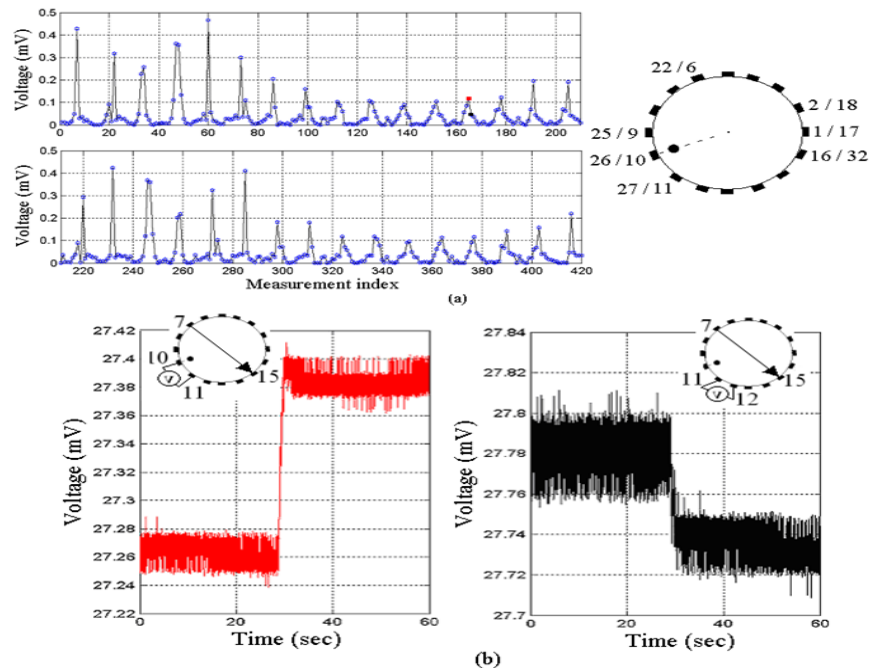 Voltage (mV)
0.5
0.4
0.3
0.2
0.1
0
0 20 40 60 80 100 120 140 160 180 200
22 / 6
2 / 18
25 / 9
1 / 17
26 / 10
16 / 32
27 / 11
Voltage (mV)
0.5
0.4
0.3
0.2
0.1
0
220 240 260 280 300 320 340 360 380 400 420
Measurement index
(a)
Voltage (mV)
27.42
27.4
27.38
27.36
27.34
27.32
27.3
27.28
27.26
27.24
27.22
0 20 40 60
Time (sec)
7
10
V
11
15
Voltage (mV)
27.84
27.82
27.8
27.78
27.76
27.74
27.72
27.7
0 20 40 60
Time (sec)
7
11
V
12
15
(b)